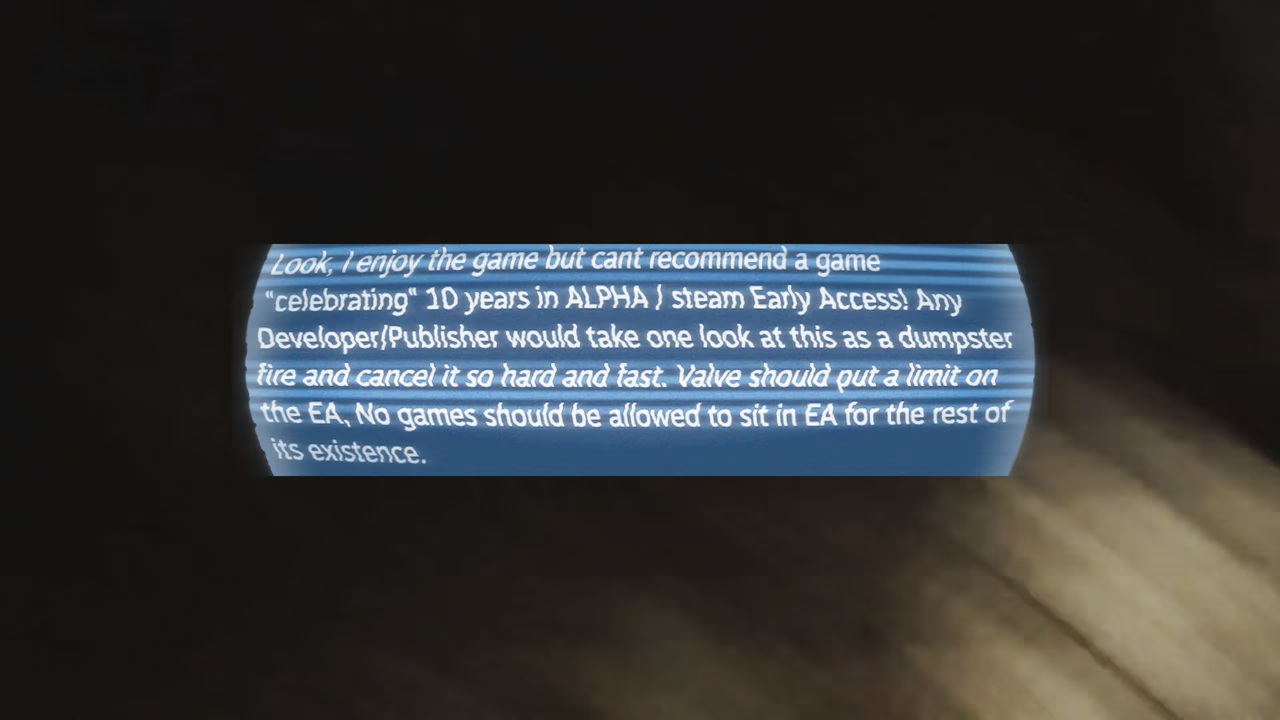 Look, I enjoy the game but cant recommend a game
"celebrating" 10 years in ALPHA / steam Early Access! Any
Developer/Publisher would take one look at this as a dumpster
fire and cancel it so hard and fast. Valve should put a limit on
the EA, No games should be allowed to sit in EA for the rest of
its existence.